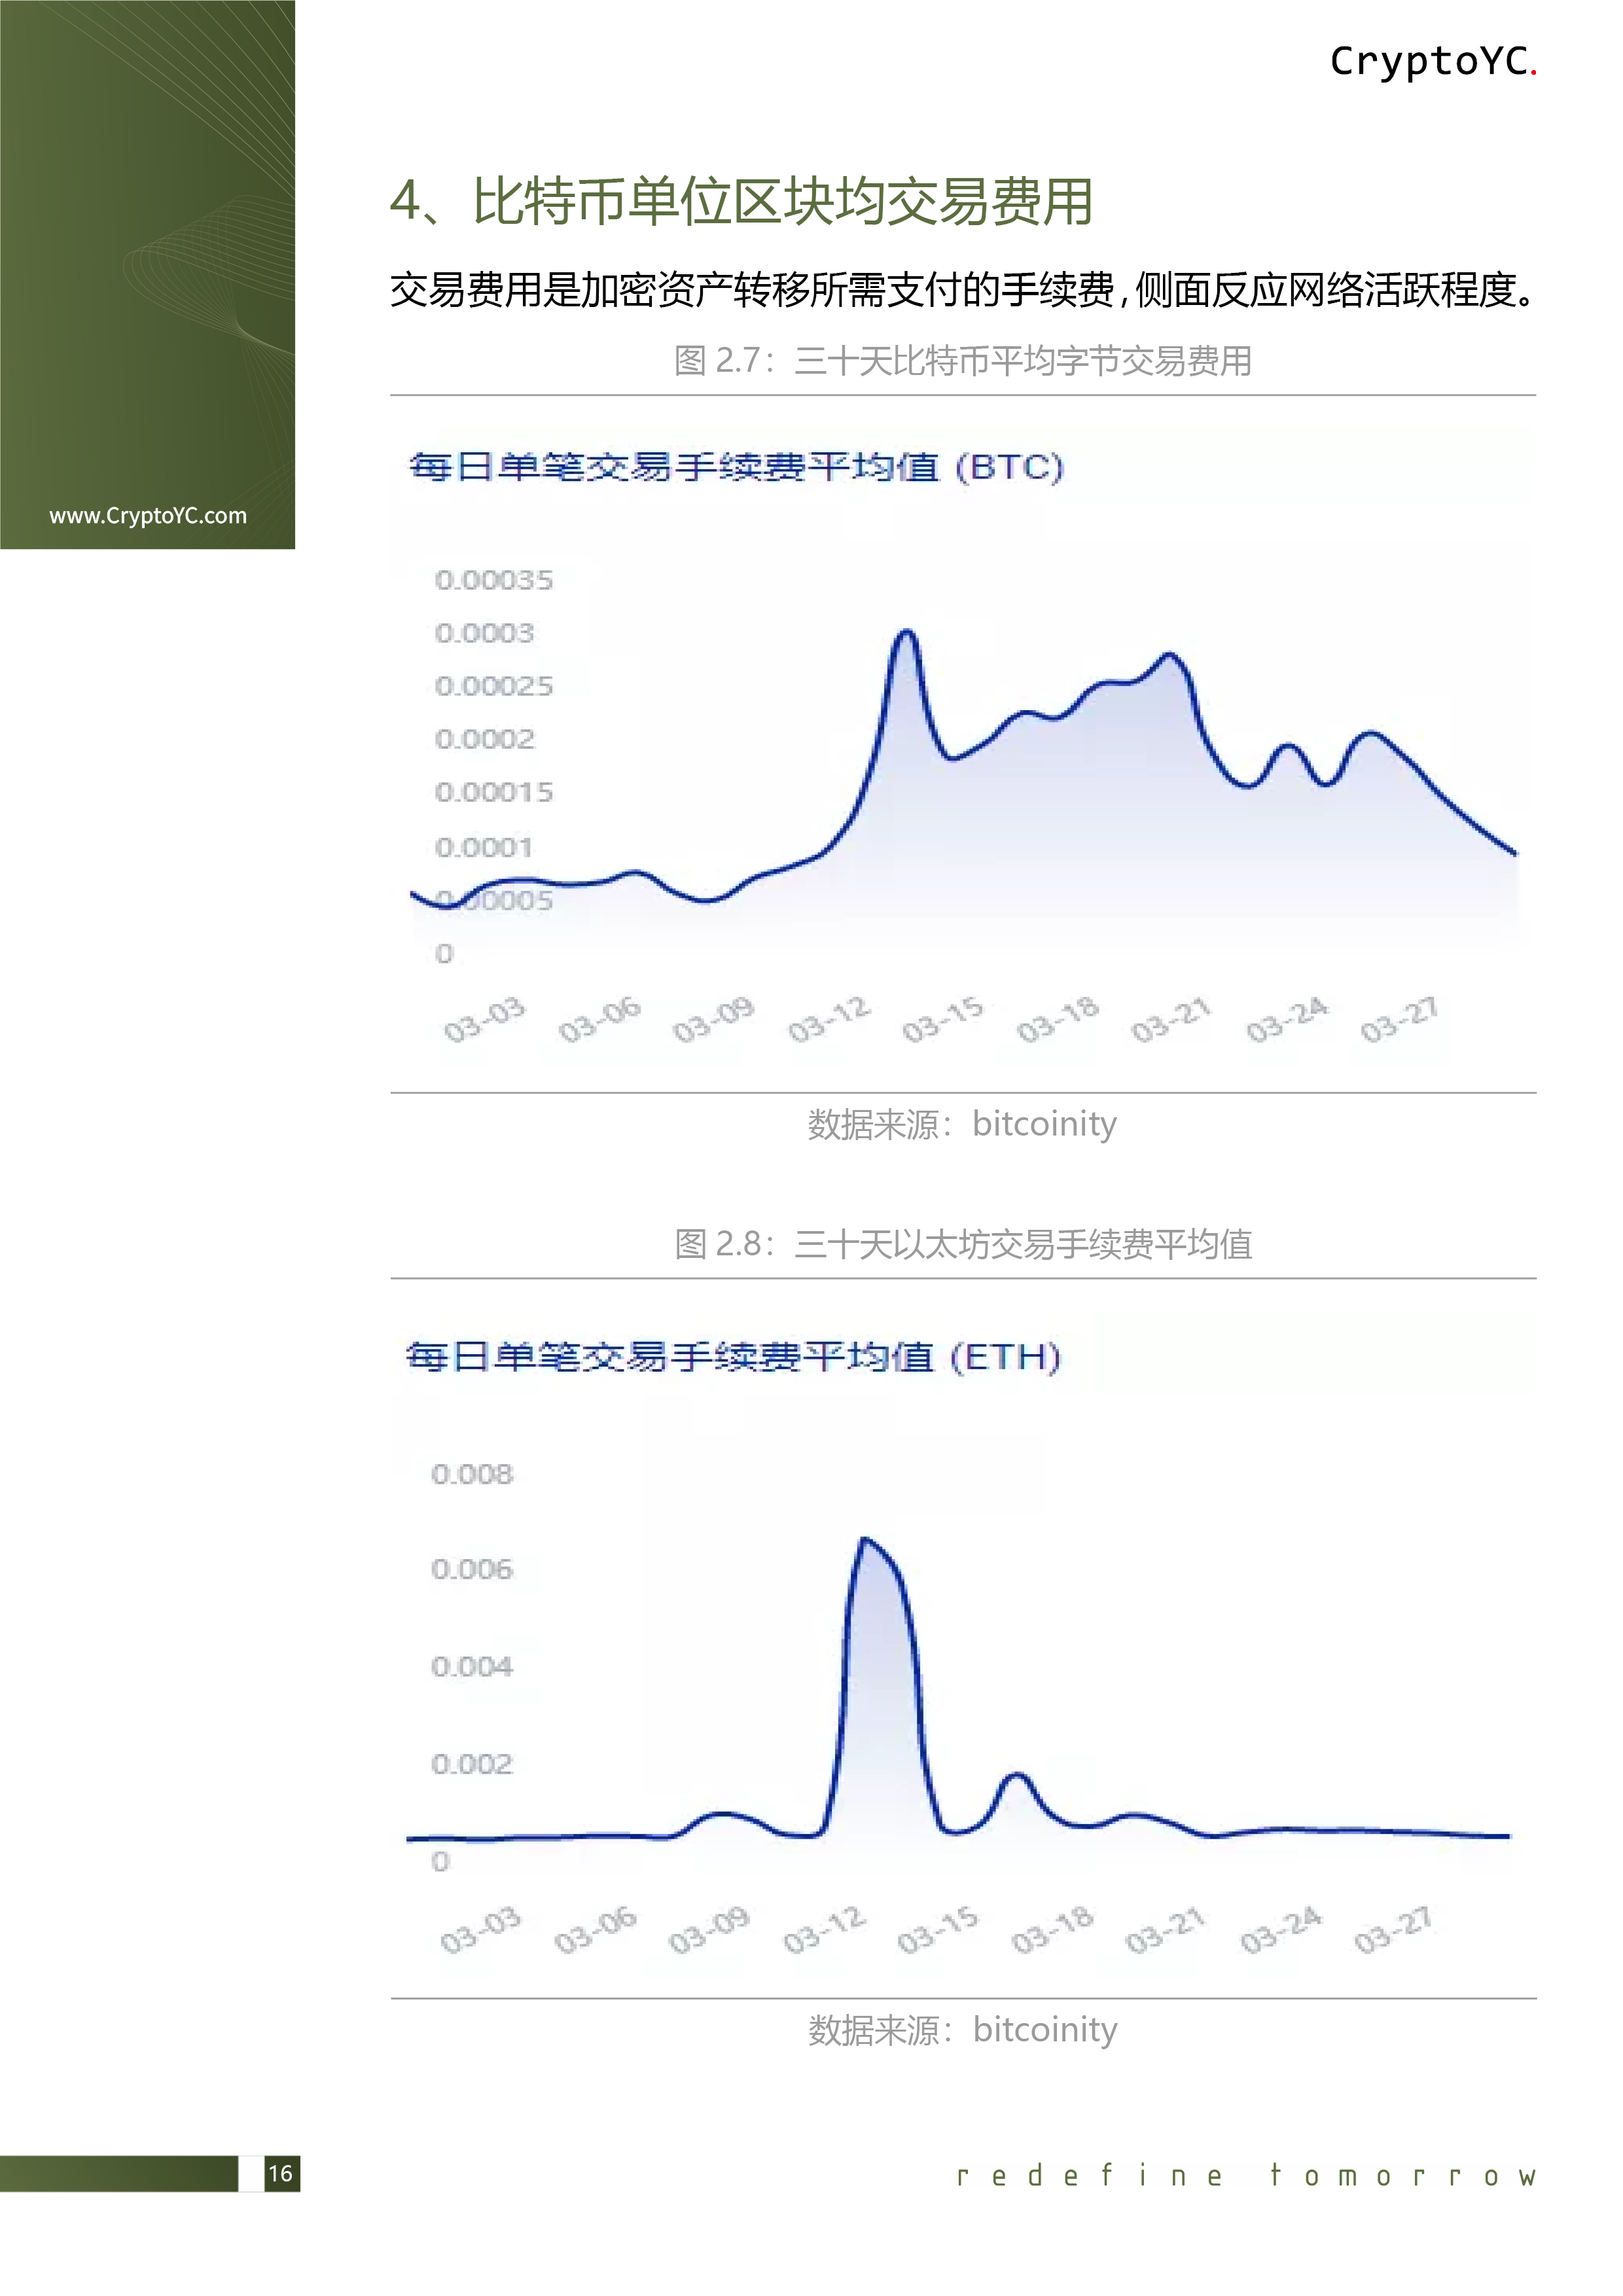 CryptoYC.
www.CryptoYC.com
4、比特币单位区块均交易费用
交易费用是加密资产转移所需支付的手续费,侧面反应网络活跃程度。
图 2.7：三十天比特币平均字节交易费用
每日单笔交易手续费平均值 (BTC)
0.00035
0.0003
0.00025
0.0002
0.00015
0.0001
0.00005
0
03-03 03-06 03-09 03-12 03-15 03-18 03-21 03-24 03-27
数据来源：bitcoinity
图 2.8：三十天以太坊交易手续费平均值
每日单笔交易手续费平均值 (ETH)
0.008
0.006
0.004
0.002
0
03-03 03-06 03-09 03-12 03-15 03-18 03-21 03-24 03-27
数据来源：bitcoinity
16
redefine tomorrow